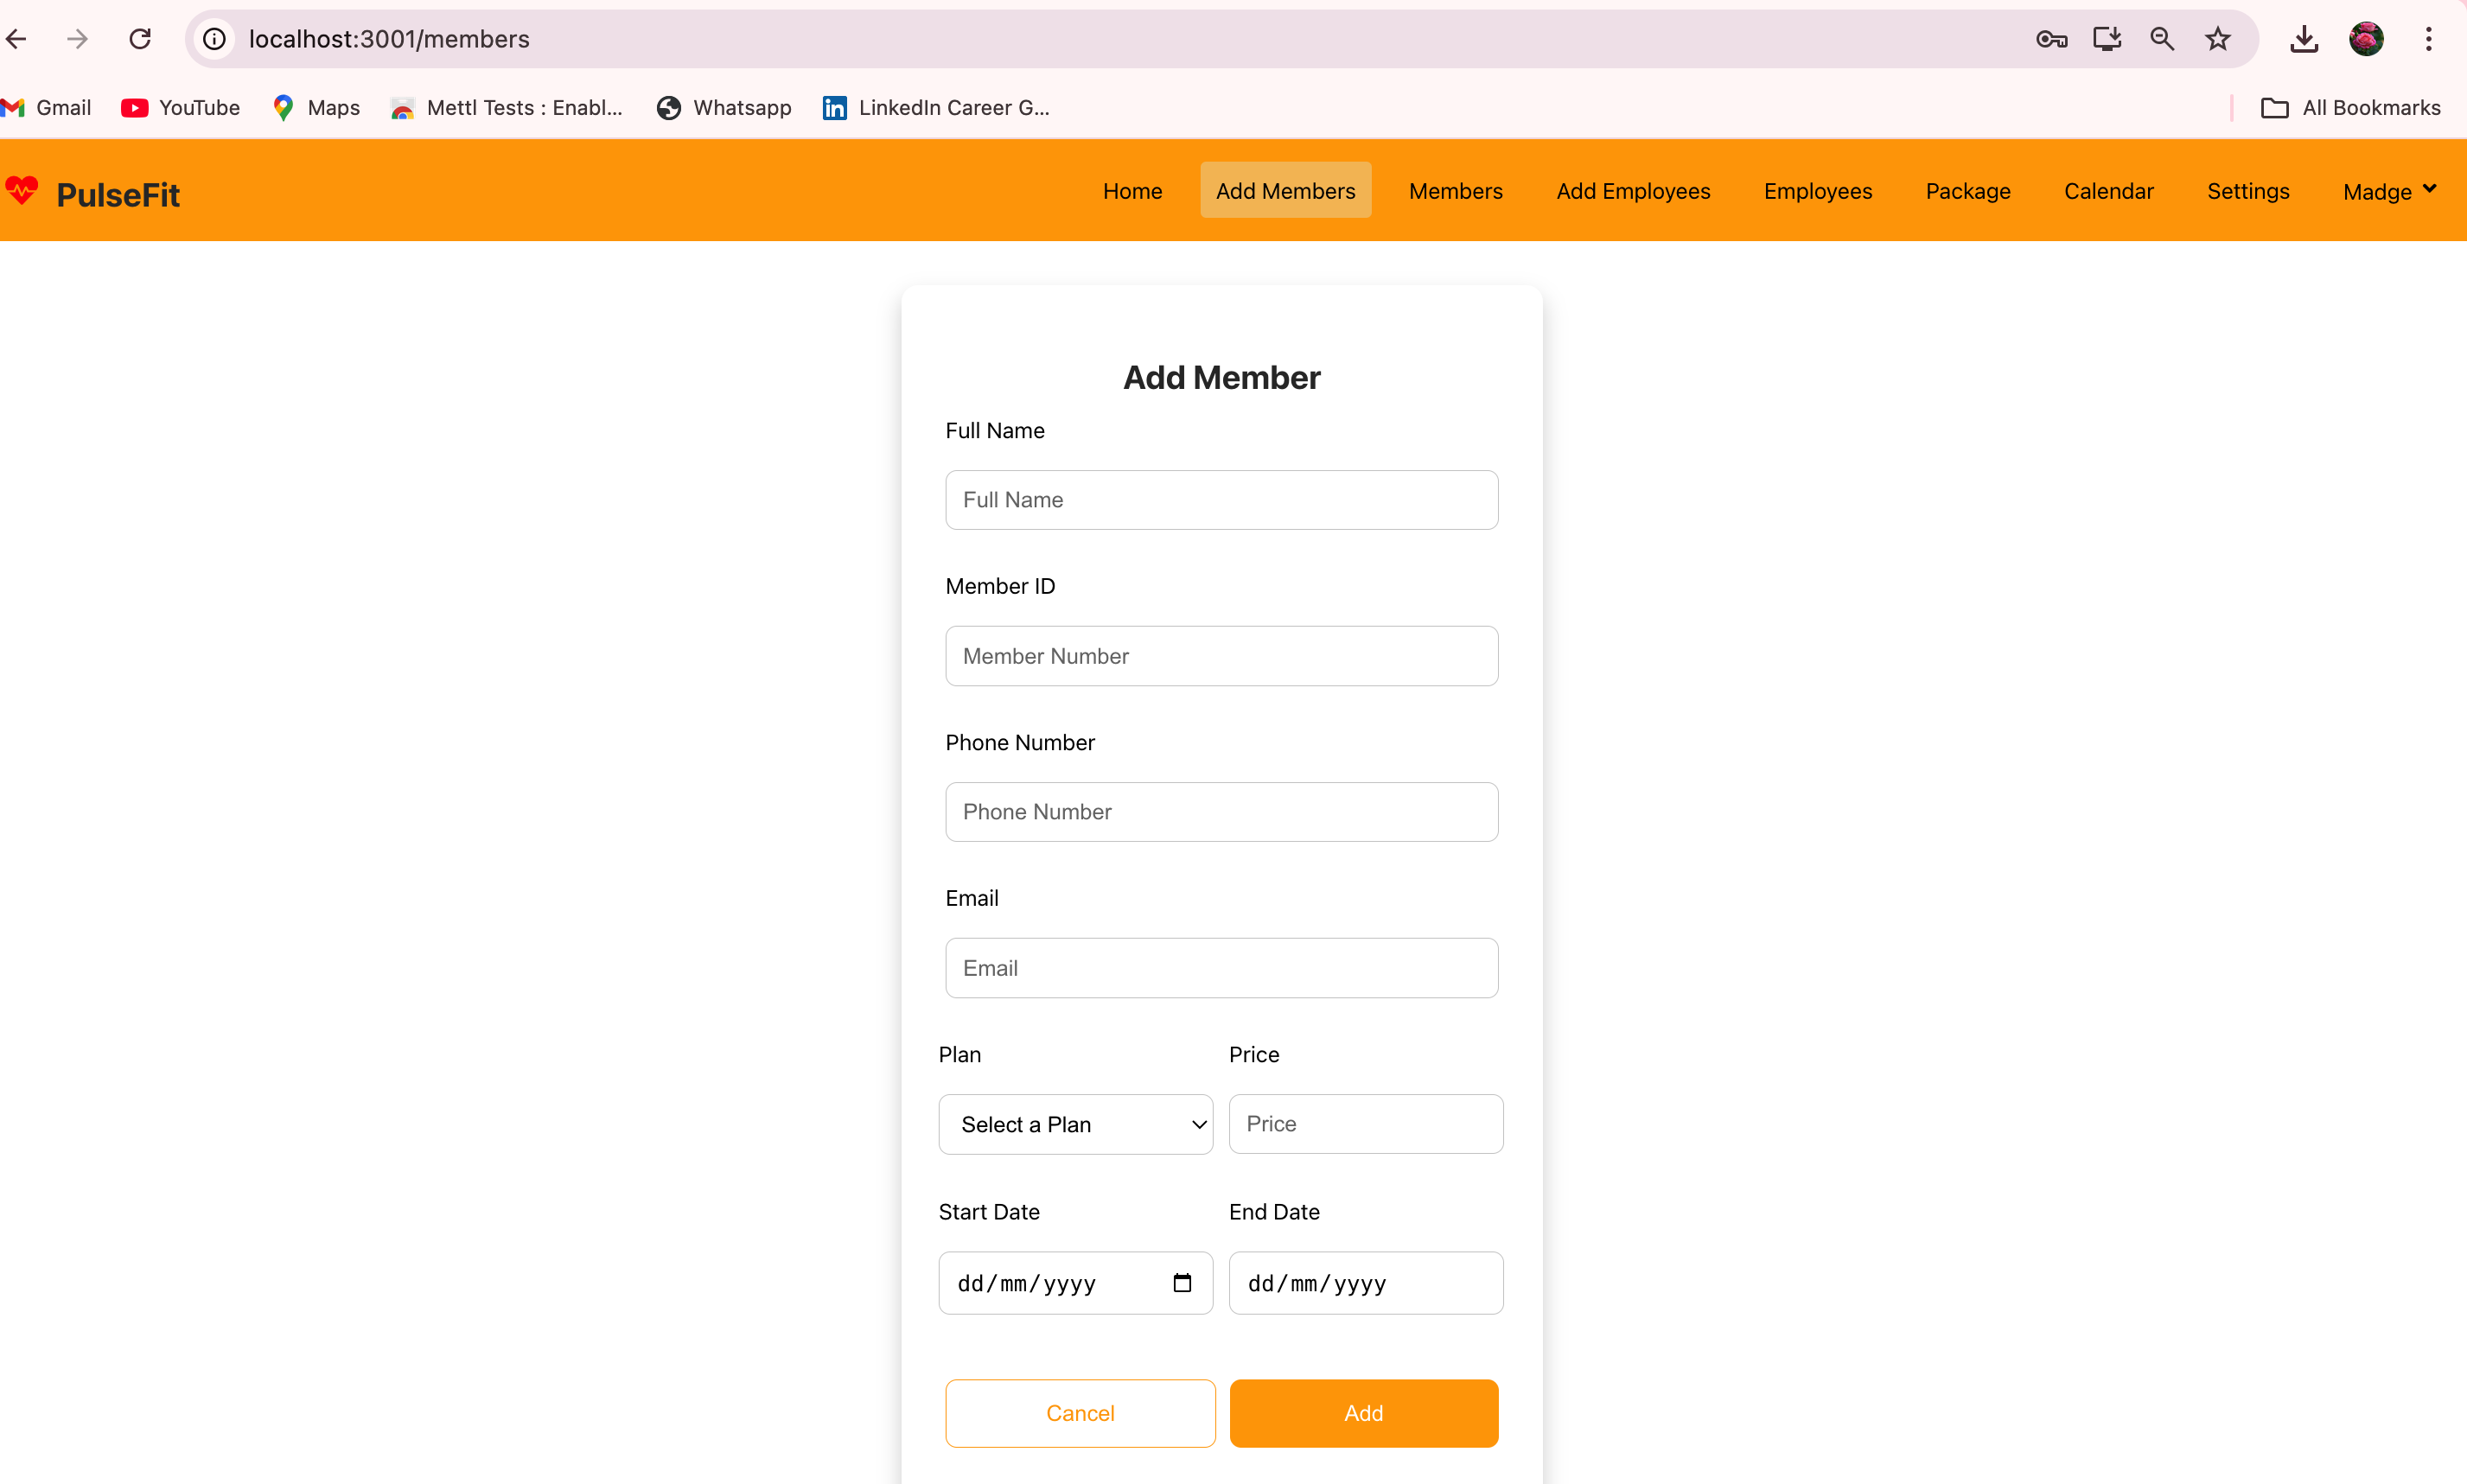 localhost:3001/members
Gmail YouTube Maps Mettl Tests : Enabl... Whatsapp LinkedIn Career G... All Bookmarks
PulseFit Home Add Members Members Add Employees Employees Package Calendar Settings Madge
Add Member
Full Name
Full Name
Member ID
Member Number
Phone Number
Phone Number
Email
Email
Plan Price
Select a Plan Price
Start Date End Date
dd/mm/yyyy dd/mm/yyyy
Cancel Add